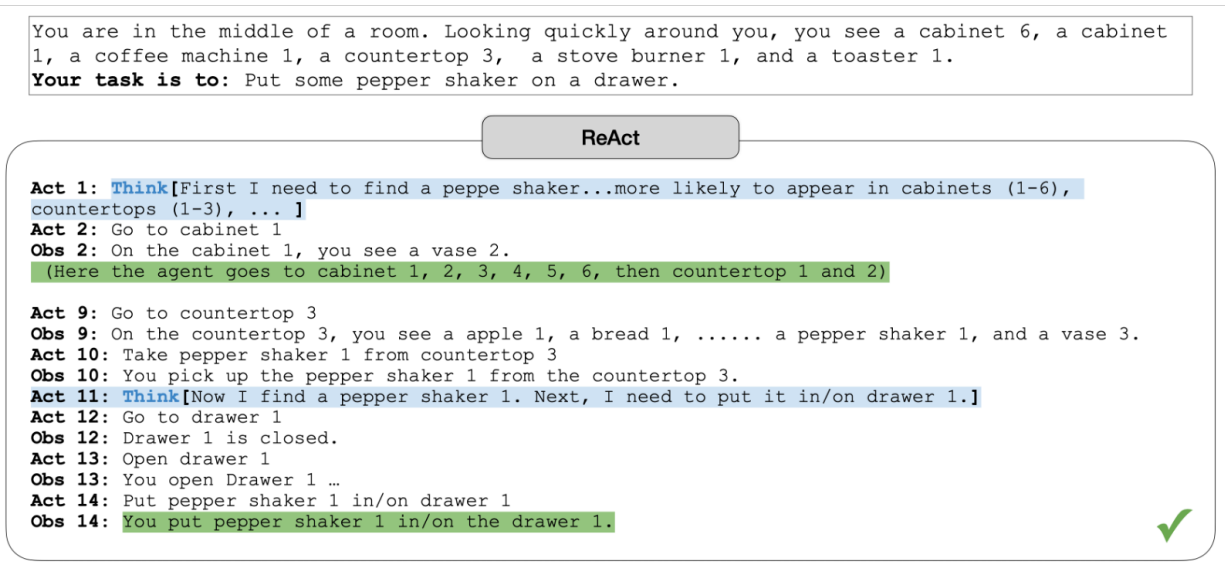 You are in the middle of a room. Looking quickly around you, you see a cabinet 6, a cabinet
1, a coffee machine 1, a countertop 3, a stove burner 1, and a toaster 1.
Your task is to: Put some pepper shaker on a drawer.
ReAct
Act 1: Think[First I need to find a peppe shaker...more likely to appear in cabinets (1-6),
countertops (1-3), ... ]
Act 2: Go to cabinet 1
Obs 2: On the cabinet 1, you see a vase 2.
(Here the agent goes to cabinet 1, 2, 3, 4, 5, 6, then countertop 1 and 2)
Act 9: Go to countertop 3
Obs 9: On the countertop 3, you see a apple 1, a bread 1, ...... a pepper shaker 1, and a vase 3.
Act 10: Take pepper shaker 1 from countertop 3
Obs 10: You pick up the pepper shaker 1 from the countertop 3.
Act 11: Think[Now I find a pepper shaker 1. Next, I need to put it in/on drawer 1.]
Act 12: Go to drawer 1
Obs 12: Drawer 1 is closed.
Act 13: Open drawer 1
Obs 13: You open Drawer 1 …
Act 14: Put pepper shaker 1 in/on drawer 1
Obs 14: You put pepper shaker 1 in/on the drawer 1.